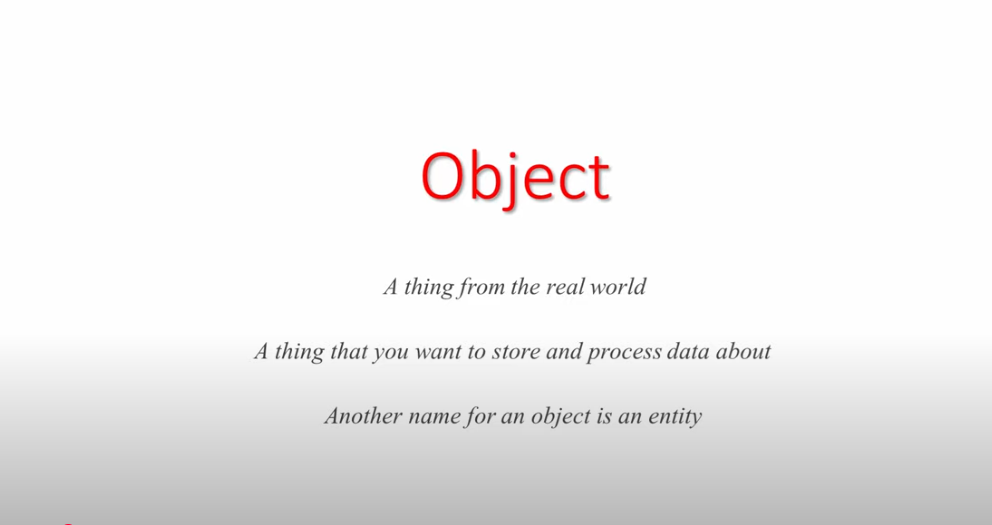 Object
A thing from the real world
A thing that you want to store and process data about
Another name for an object is an entity